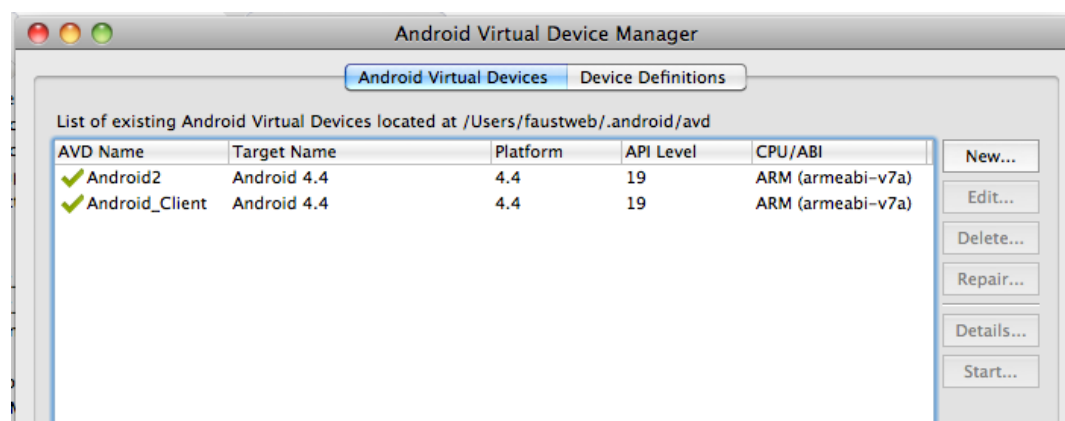 Android Virtual Device Manager
Android Virtual Devices Device Definitions
List of existing Android Virtual Devices located at /Users/faustweb/.android/avd
AVD Name Target Name Platform API Level CPU/ABI
Android2 Android 4.4 4.4 19 ARM (armeabi-v7a)
Android_Client Android 4.4 4.4 19 ARM (armeabi-v7a)
New...
Edit...
Delete...
Repair...
Details...
Start...